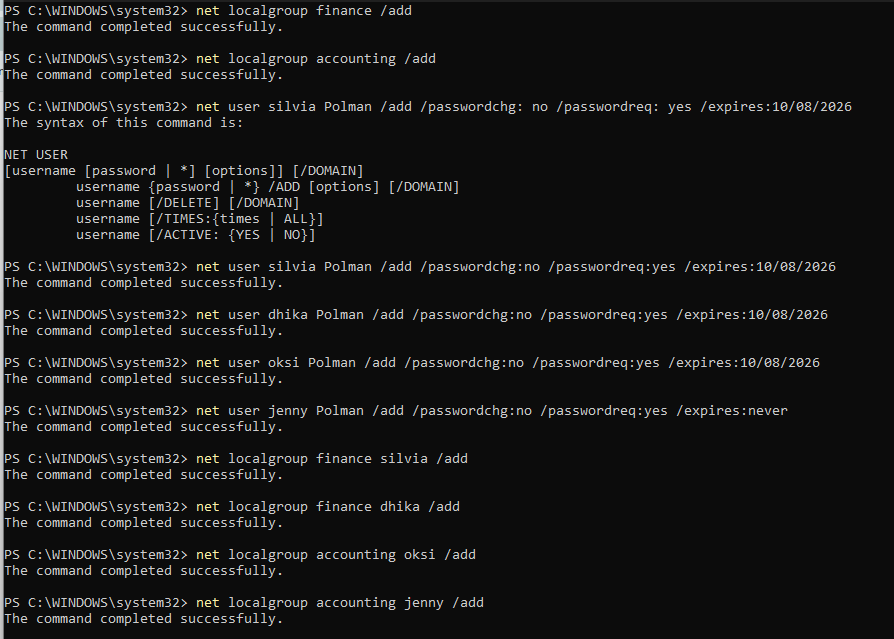 PS C:\WINDOWS\system32> net localgroup finance /add
The command completed successfully.
PS C:\WINDOWS\system32> net localgroup accounting /add
The command completed successfully.
PS C:\WINDOWS\system32> net user silvia Polman /add /passwordchg: no /passwordreq: yes /expires:10/08/2026
The syntax of this command is:
NET USER
[username [password | *] [options]] [/DOMAIN]
         username {password | *} /ADD [options] [/DOMAIN]
         username [/DELETE] [/DOMAIN]
         username [/TIMES:{times | ALL}]
         username [/ACTIVE: {YES | NO}]
PS C:\WINDOWS\system32> net user silvia Polman /add /passwordchg:no /passwordreq:yes /expires:10/08/2026
The command completed successfully.
PS C:\WINDOWS\system32> net user dhika Polman /add /passwordchg:no /passwordreq:yes /expires:10/08/2026
The command completed successfully.
PS C:\WINDOWS\system32> net user oksi Polman /add /passwordchg:no /passwordreq:yes /expires:10/08/2026
The command completed successfully.
PS C:\WINDOWS\system32> net user jenny Polman /add /passwordchg:no /passwordreq:yes /expires:never
The command completed successfully.
PS C:\WINDOWS\system32> net localgroup finance silvia /add
The command completed successfully.
PS C:\WINDOWS\system32> net localgroup finance dhika /add
The command completed successfully.
PS C:\WINDOWS\system32> net localgroup accounting oksi /add
The command completed successfully.
PS C:\WINDOWS\system32> net localgroup accounting jenny /add
The command completed successfully.